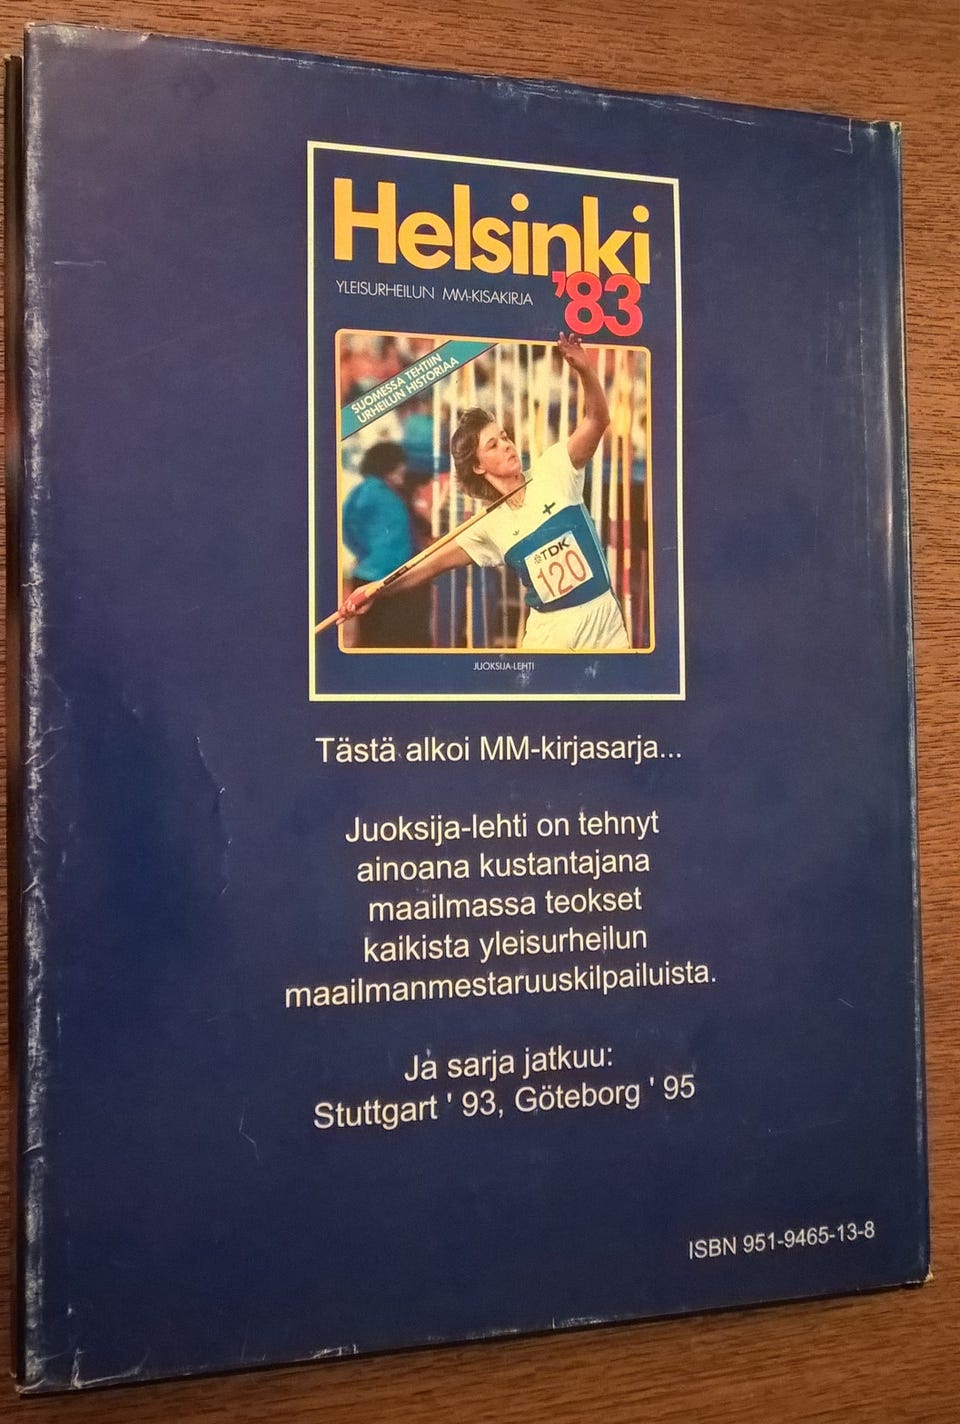 Helsinki
'83
YLEISURHEILUN MM-KISAKIRJA
SUOMESSA TEHTIIN
URHEILUN HISTORIAA
TDK
120
JUOKSIJA-LEHTI
Tästä alkoi MM-kirjasarja...
Juoksija-lehti on tehnyt
ainoana kustantajana
maailmassa teokset
kaikista yleisurheilun
maailmanmestaruuskilpailuista.
Ja sarja jatkuu:
Stuttgart ' 93, Göteborg ' 95
ISBN 951-9465-13-8